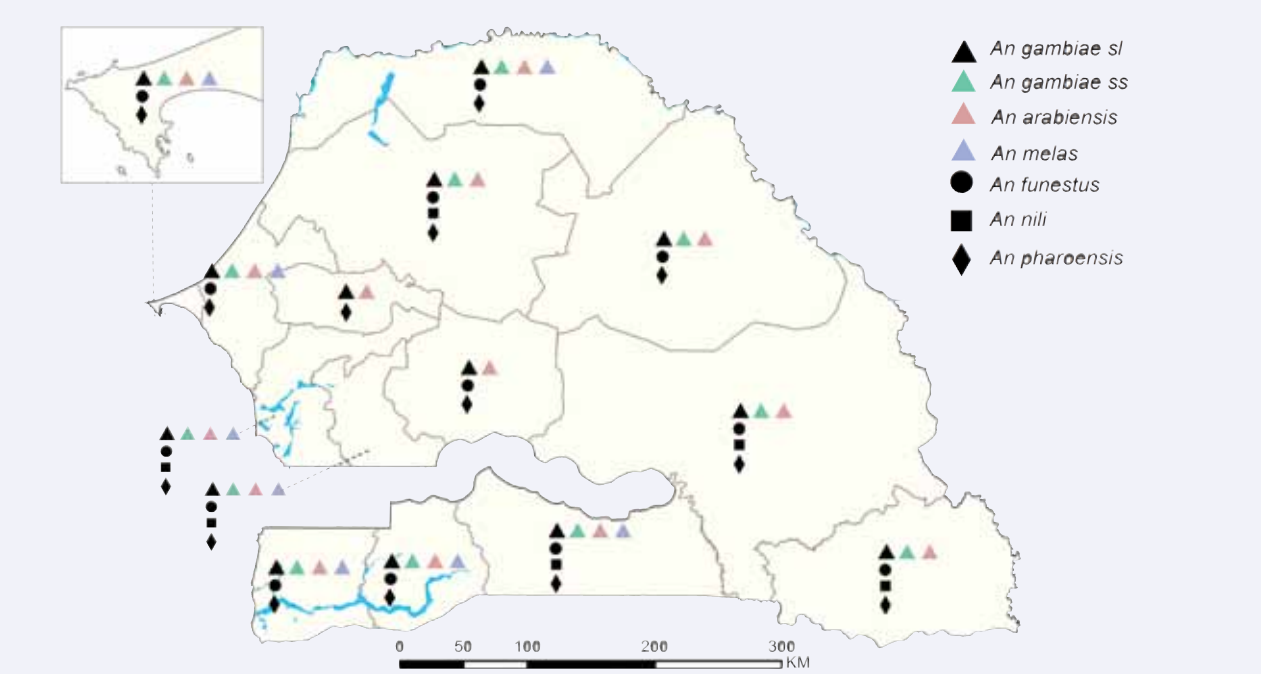 An gambiae sl
An gambiae ss
An arabiensis
An melas
An funestus
An nili
An pharoensis
0 50 100 200 300
KM